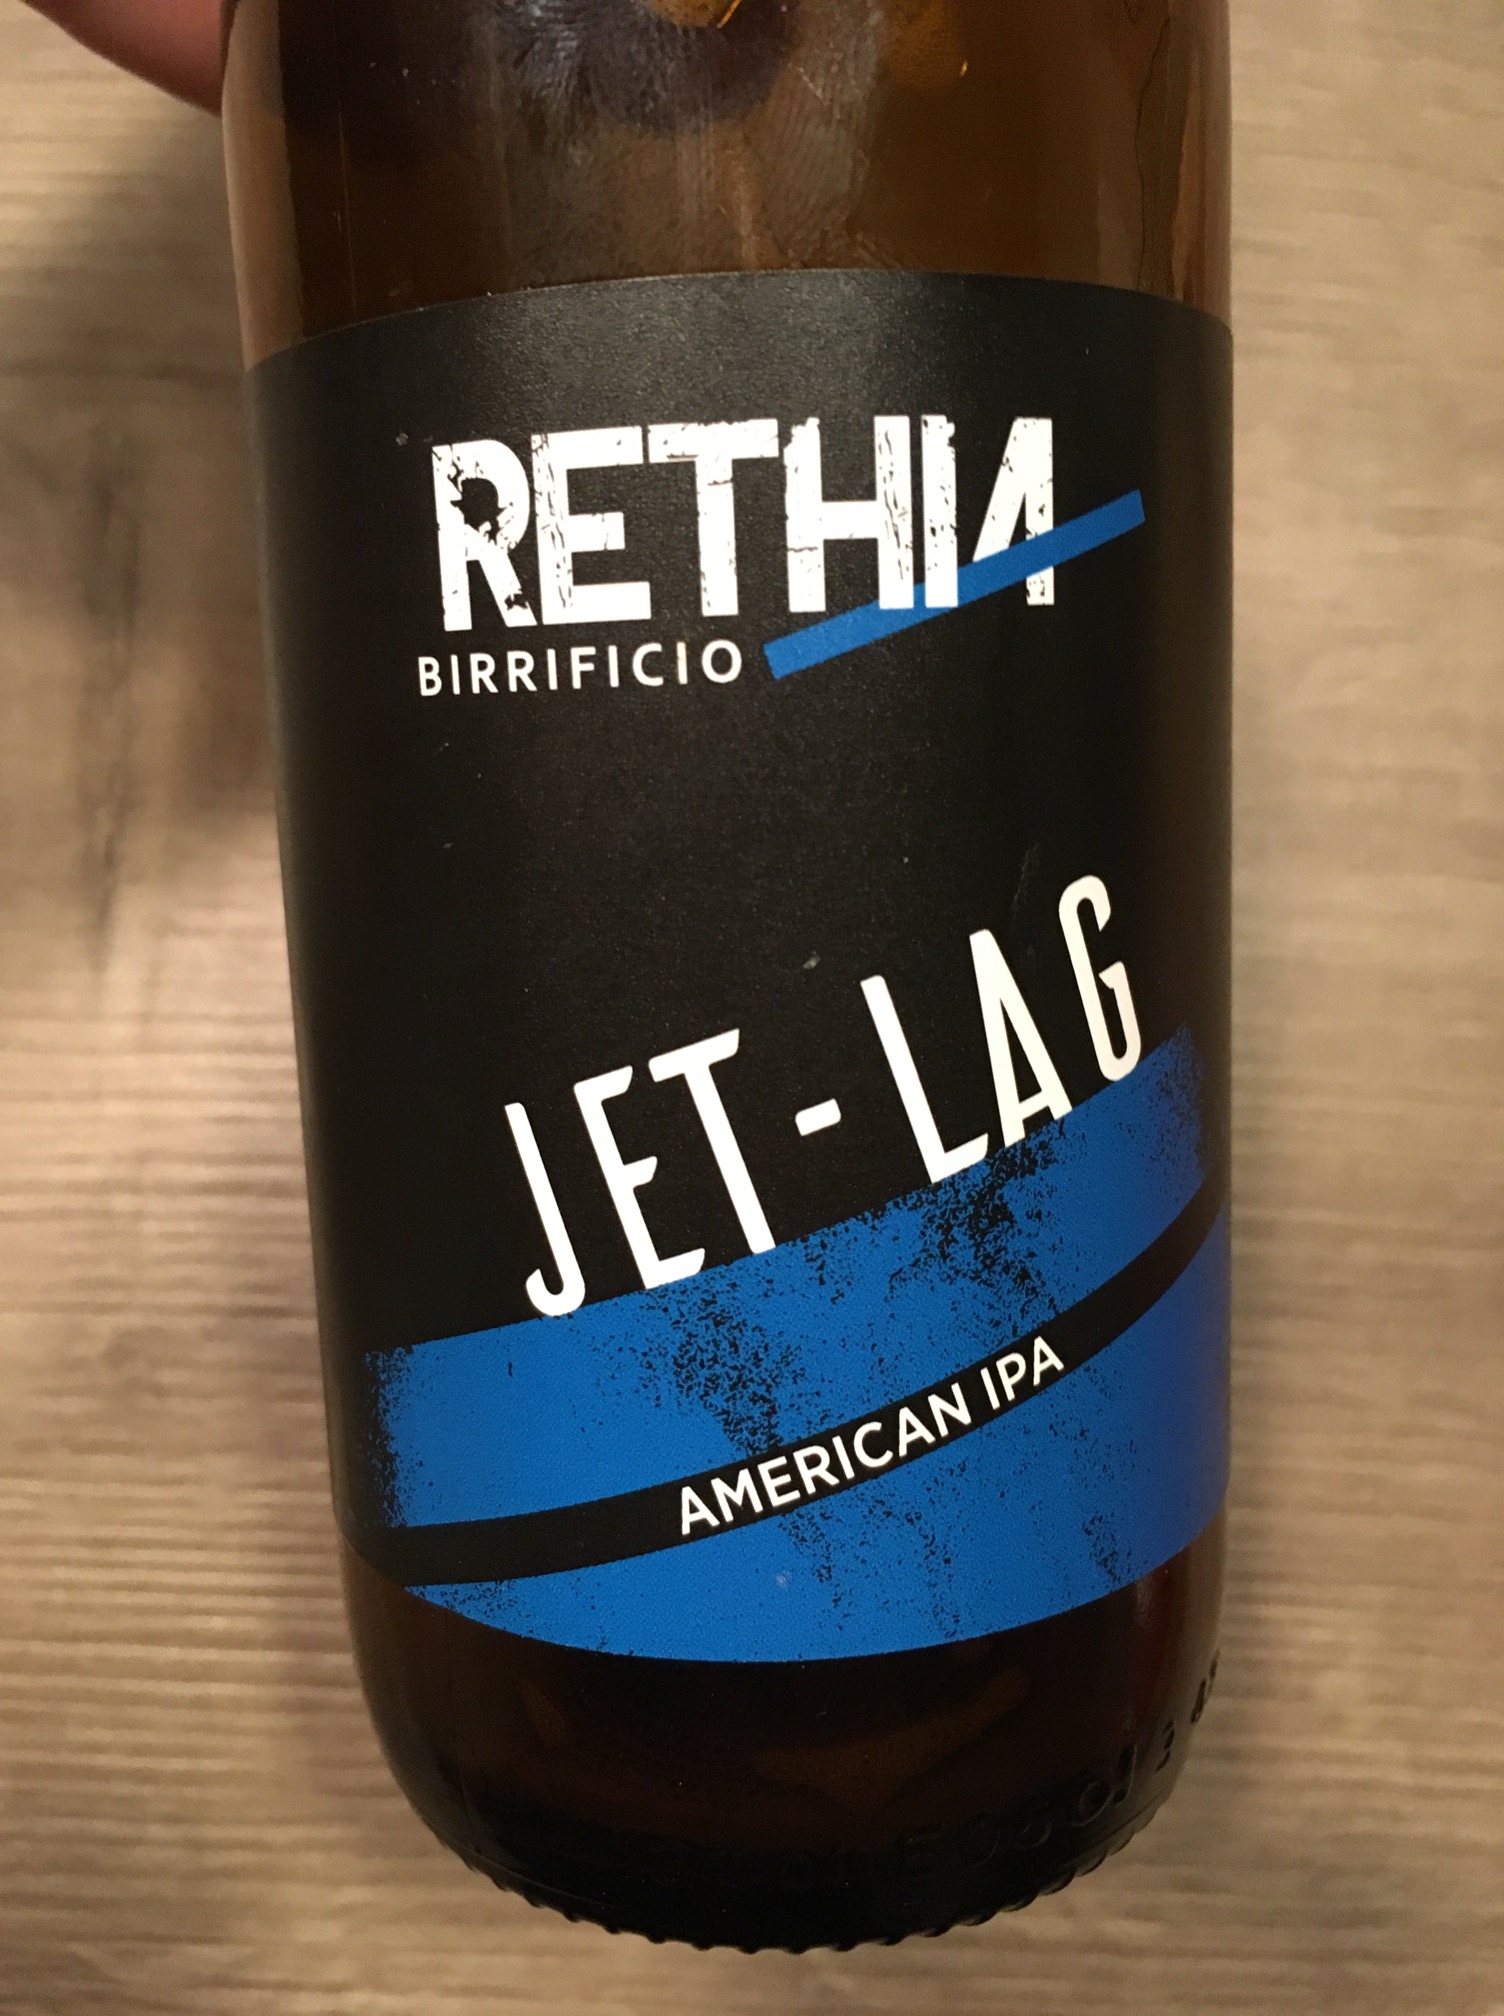 RETHIA
BIRRIFICIO
JET-LAG
AMERICAN IPA